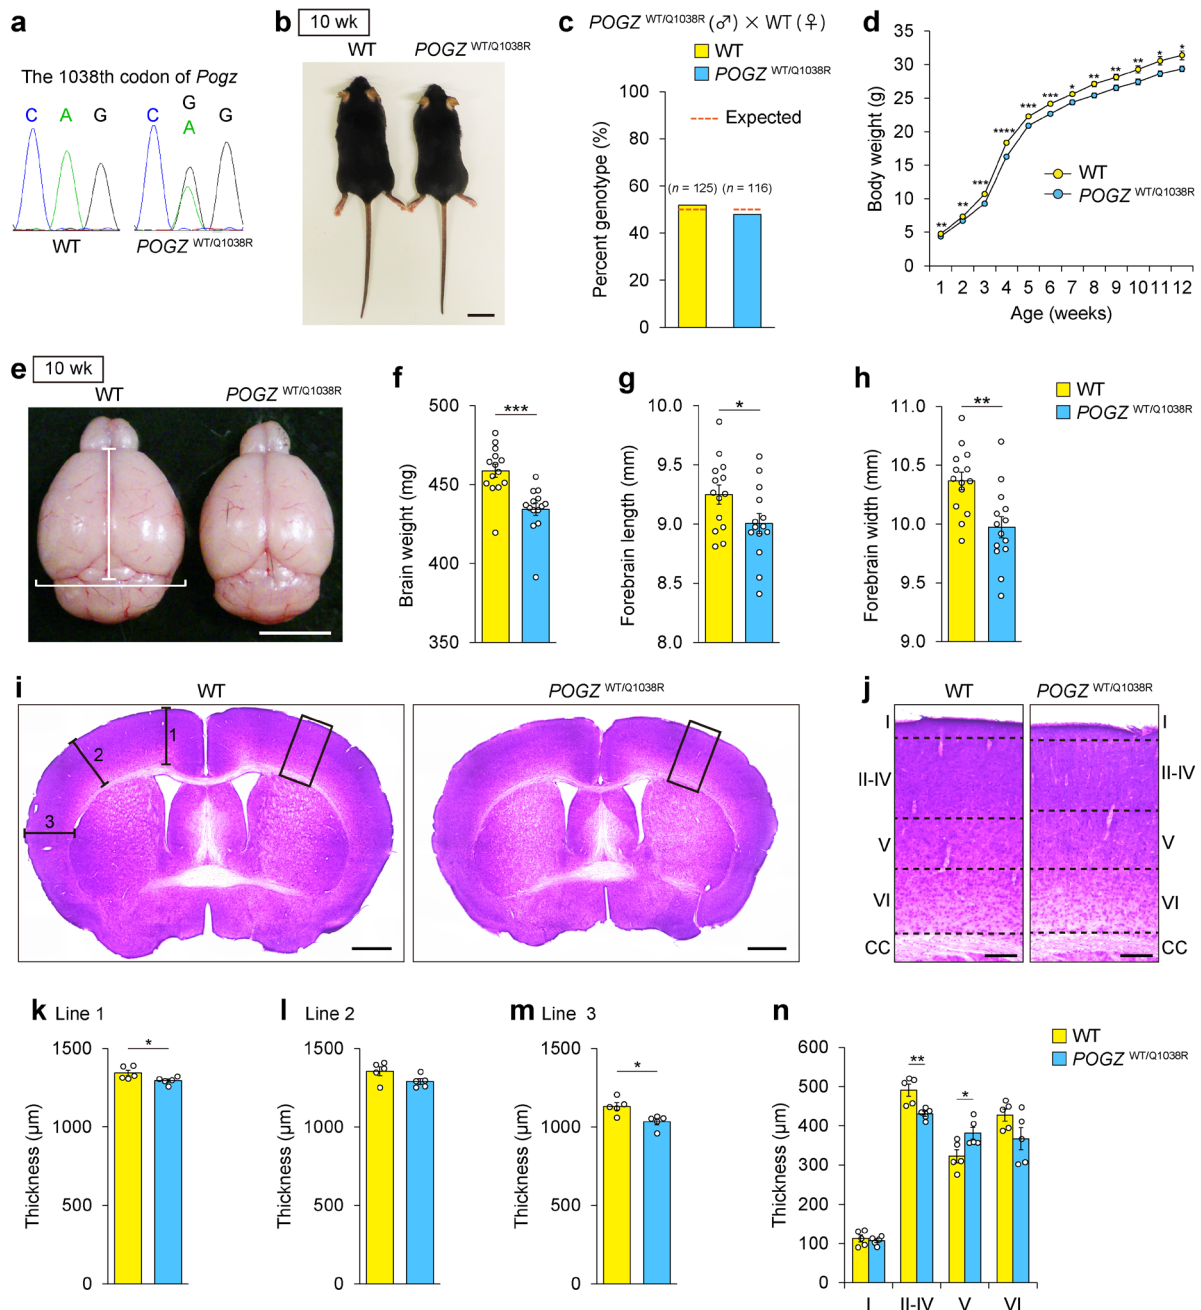 a
The 1038th codon of Pogz
C A G
C G
A G
WT
POGZ WT/Q1038R
b
10 wk
WT
POGZ WT/Q1038R
c
POGZ WT/Q1038R (♂) × WT (♀)
WT
POGZ WT/Q1038R
Expected
Percent genotype (%)
100
80
60
40
20
0
(n = 125)
(n = 116)
d
Body weight (g)
35
30
25
20
15
10
5
0
** ** *** **** *** *** * ** ** ** * *
WT
POGZ WT/Q1038R
1 2 3 4 5 6 7 8 9 10 11 12
Age (weeks)
e
10 wk
WT
POGZ WT/Q1038R
f
Brain weight (mg)
500
450
400
350
***
g
Forebrain length (mm)
10.0
9.5
9.0
8.5
8.0
*
h
Forebrain width (mm)
11.0
10.5
10.0
9.5
9.0
**
WT
POGZ WT/Q1038R
i
WT
1
2
3
POGZ WT/Q1038R
j
WT
POGZ WT/Q1038R
I
II-IV
V
VI
CC
I
II-IV
V
VI
CC
k Line 1
Thickness (µm)
1500
1000
500
0
*
l Line 2
Thickness (µm)
1500
1000
500
0
m Line 3
Thickness (µm)
1500
1000
500
0
*
n
WT
POGZ WT/Q1038R
Thickness (µm)
600
500
400
300
200
100
0
**
*
I II-IV V VI